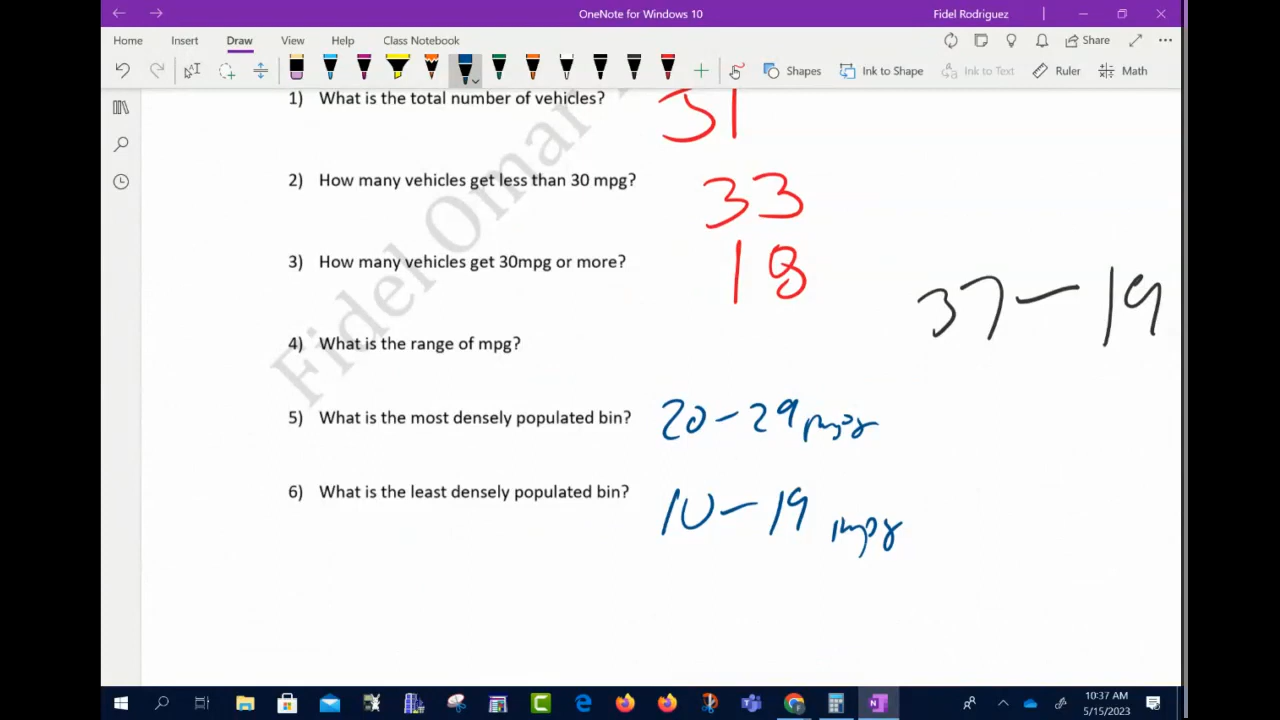 OneNote for Windows 10
Fidel Rodriguez
Home Insert Draw View Help Class Notebook
Share
Shapes Ink to Shape Ink to Text Ruler Math
1) What is the total number of vehicles? 51
2) How many vehicles get less than 30 mpg? 33
3) How many vehicles get 30mpg or more? 18
37-19
4) What is the range of mpg?
5) What is the most densely populated bin? 20-29 mpg
6) What is the least densely populated bin? 10-19 mpg
Fidel Omar
10:37 AM
5/15/2023